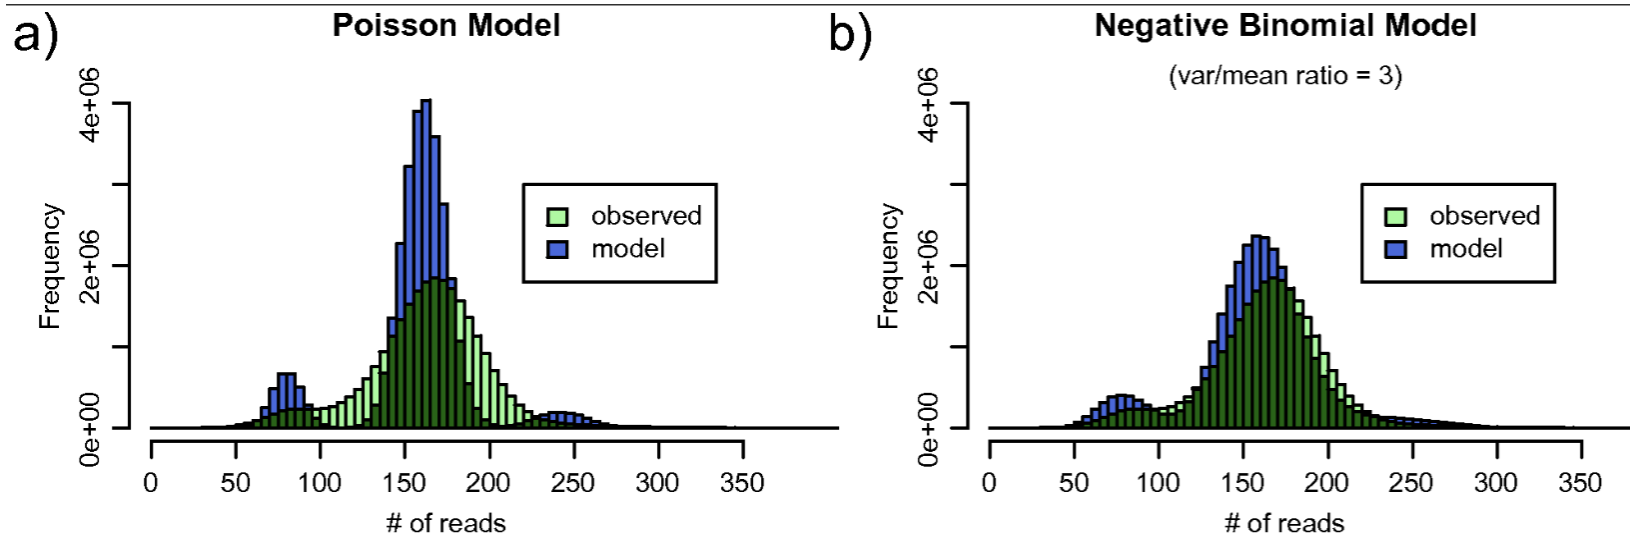 a)
Poisson Model
Frequency
4e+06
2e+06
0e+00
observed
model
0 50 100 150 200 250 300 350
# of reads
b)
Negative Binomial Model
(var/mean ratio = 3)
Frequency
4e+06
2e+06
0e+00
observed
model
0 50 100 150 200 250 300 350
# of reads